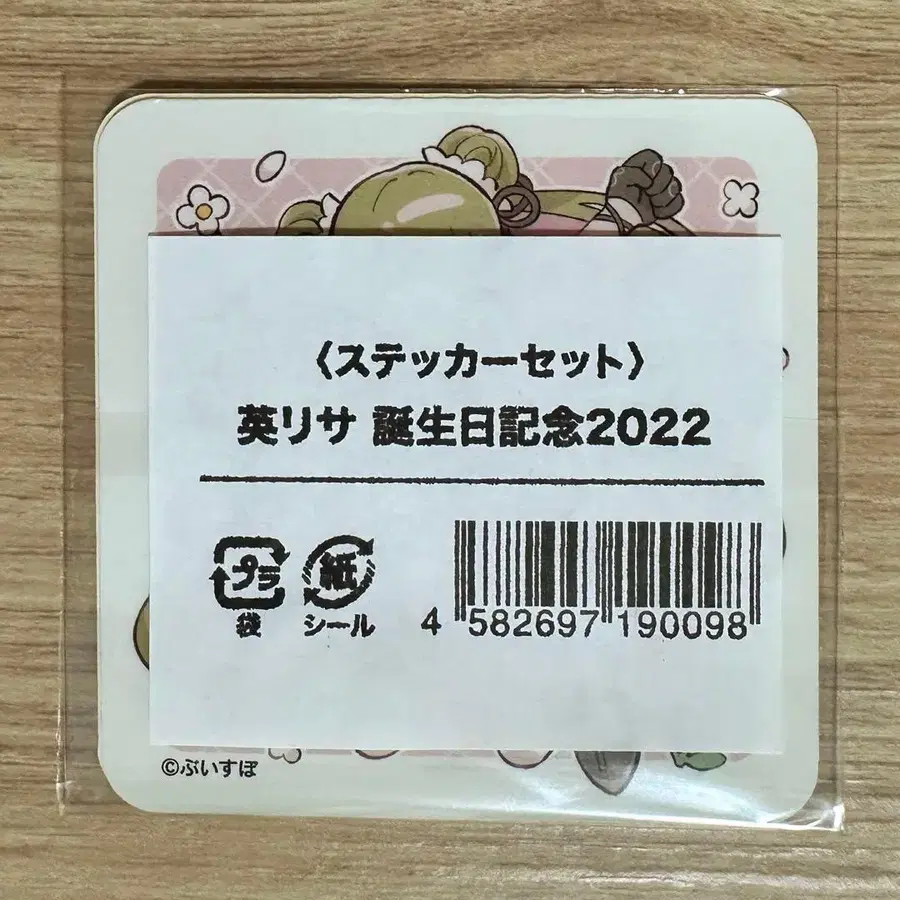 〈ステッカーセット〉
英リサ 誕生日記念2022
プラ 紙
袋 シール
4 582697 190098
©ぶいすぽ